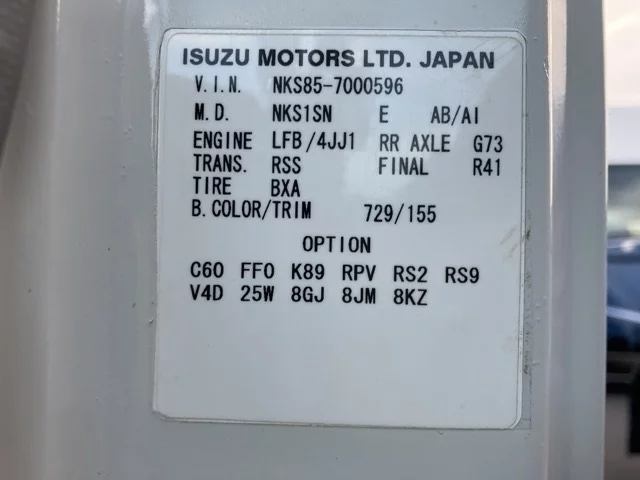 ISUZU MOTORS LTD. JAPAN
V.I.N. NKS85-7000596
M.D. NKS1SN E AB/AI
ENGINE LFB/4JJ1 RR AXLE G73
TRANS. RSS FINAL R41
TIRE BXA
B.COLOR/TRIM 729/155
OPTION
C60 FF0 K89 RPV RS2 RS9
V4D 25W 8GJ 8JM 8KZ